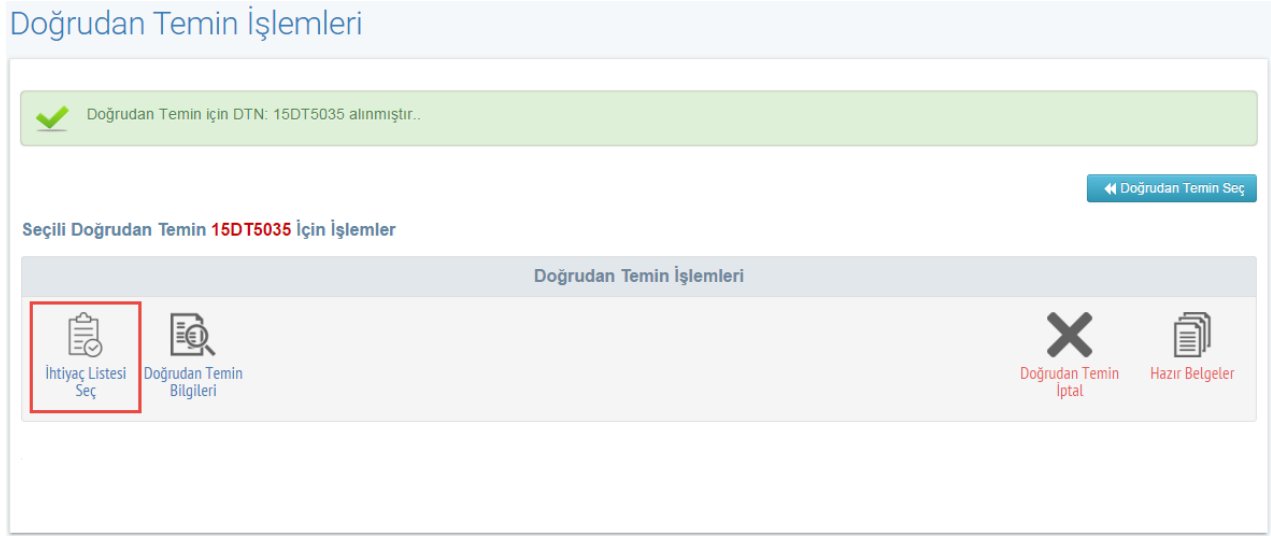 Doğrudan Temin İşlemleri
Doğrudan Temin için DTN: 15DT5035 alınmıştır..
Doğrudan Temin Seç
Seçili Doğrudan Temin 15DT5035 İçin İşlemler
Doğrudan Temin İşlemleri
İhtiyaç Listesi
Seç
Doğrudan Temin
Bilgileri
Doğrudan Temin
İptal
Hazır Belgeler